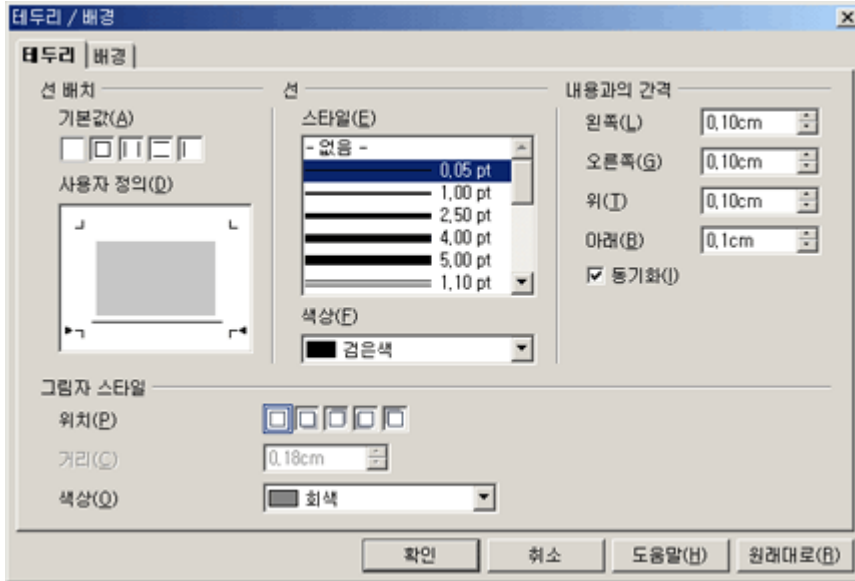 테두리 / 배경
테두리
배경
선 배치
기본값(A)
사용자 정의(D)
선
스타일(E)
- 없음 -
0,05 pt
1,00 pt
2,50 pt
4,00 pt
5,00 pt
1,10 pt
색상(F)
검은색
내용과의 간격
왼쪽(L)
0,10cm
오른쪽(G)
0,10cm
위(T)
0,10cm
아래(B)
0,1cm
동기화(I)
그림자 스타일
위치(P)
거리(C)
0,18cm
색상(O)
회색
확인
취소
도움말(H)
원래대로(R)